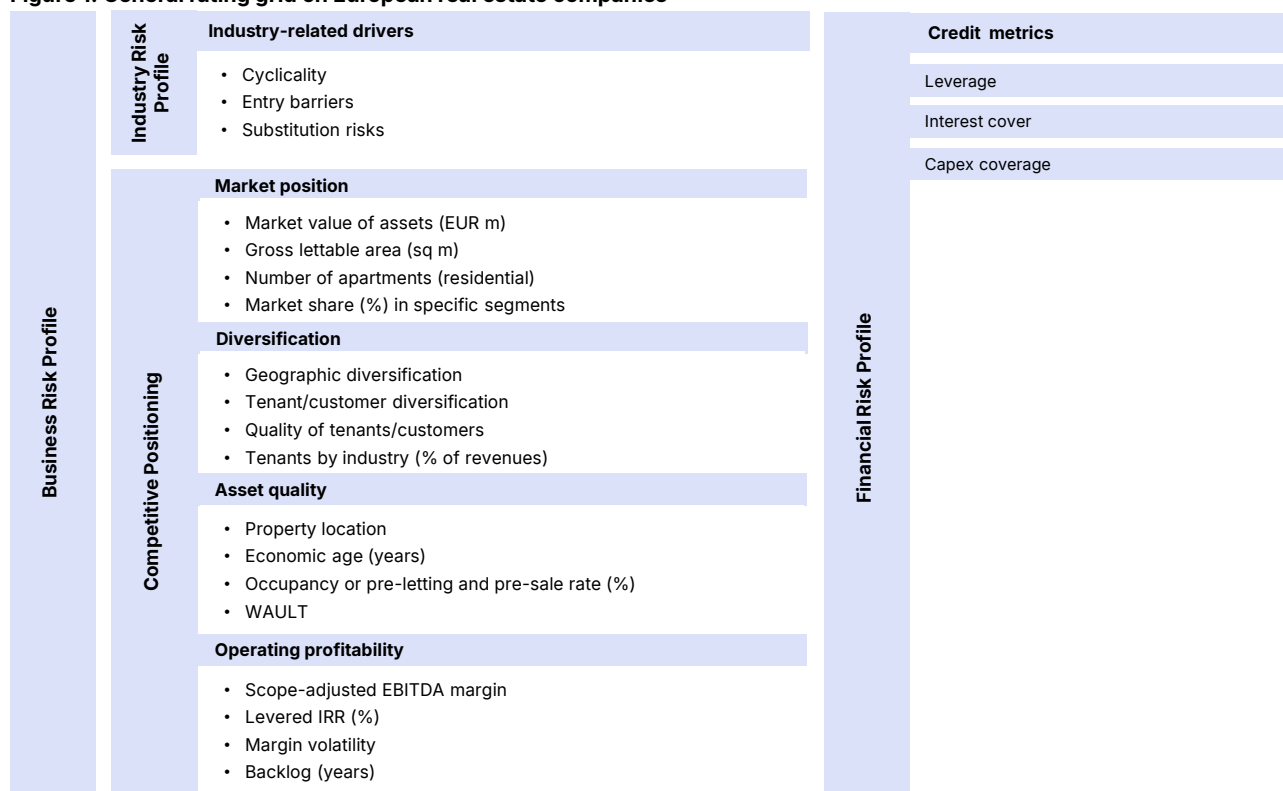 Figure 1: General rating grid on European real estate companies
Industry Risk
Profile
Industry-related drivers
• Cyclicality
• Entry barriers
• Substitution risks
Business Risk Profile
Competitive Positioning
Market position
• Market value of assets (EUR m)
• Gross lettable area (sq m)
• Number of apartments (residential)
• Market share (%) in specific segments
Diversification
• Geographic diversification
• Tenant/customer diversification
• Quality of tenants/customers
• Tenants by industry (% of revenues)
Asset quality
• Property location
• Economic age (years)
• Occupancy or pre-letting and pre-sale rate (%)
• WAULT
Operating profitability
• Scope-adjusted EBITDA margin
• Levered IRR (%)
• Margin volatility
• Backlog (years)
Financial Risk Profile
Credit metrics
Leverage
Interest cover
Capex coverage